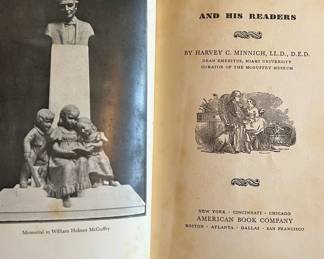 Memorial to William Holmes McGuffey
AND HIS READERS
BY HARVEY C. MINNICH, LL.D., D.E.D.
DEAN EMERITUS, MIAMI UNIVERSITY
CURATOR OF THE MCGUFFEY MUSEUM
NEW YORK · CINCINNATI · CHICAGO
AMERICAN BOOK COMPANY
BOSTON · ATLANTA · DALLAS · SAN FRANCISCO